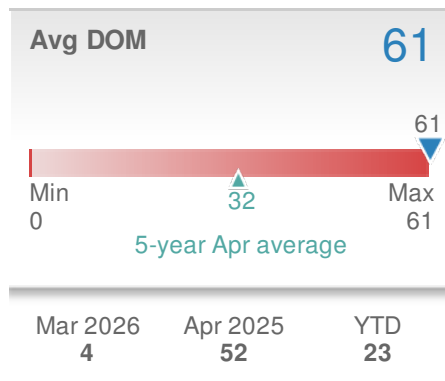 Avg DOM 61
61
Min 32 Max
0 61
5-year Apr average
Mar 2026 Apr 2025 YTD
4 52 23